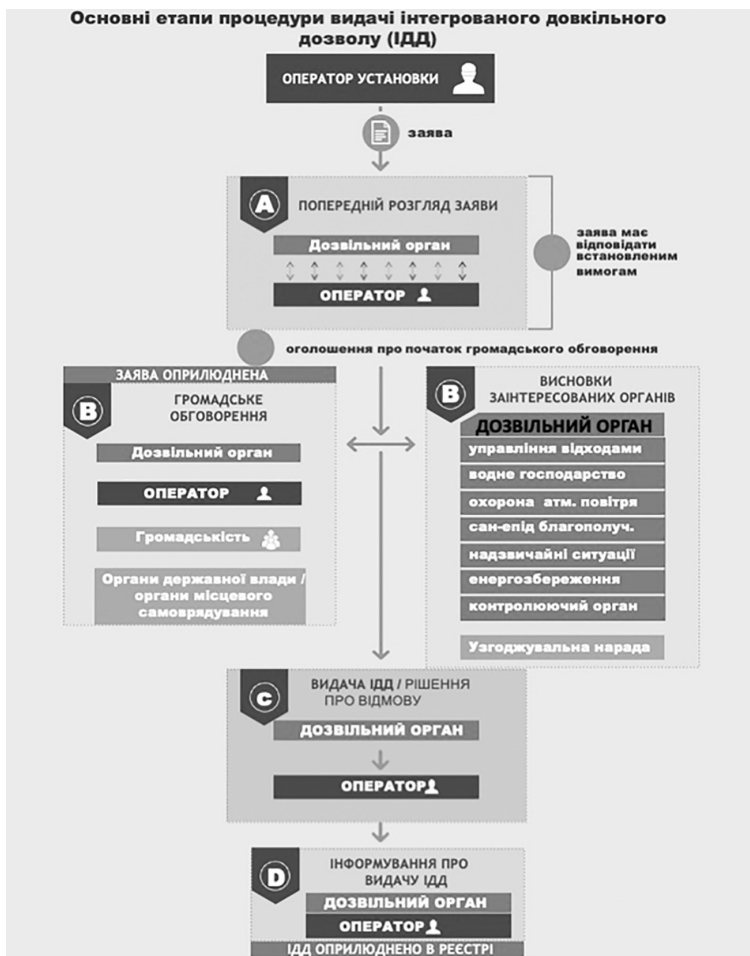 Основні етапи процедури видачі інтегрованого довкільного
дозволу (ІДД)
ОПЕРАТОР УСТАНОВКИ
заява
A
ПОПЕРЕДНІЙ РОЗГЛЯД ЗАЯВИ
Дозвільний орган
ОПЕРАТОР
заява має
відповідати
встановленим
вимогам
оголошення про початок громадського обговорення
ЗАЯВА ОПРИЛЮДНЕНА
B
ГРОМАДСЬКЕ
ОБГОВОРЕННЯ
Дозвільний орган
ОПЕРАТОР
Громадськість
Органи державної влади /
органи місцевого
самоврядування
B
ВИСНОВКИ
ЗАІНТЕРЕСОВАНИХ ОРГАНІВ
ДОЗВІЛЬНИЙ ОРГАН
управління відходами
водне господарство
охорона атм. повітря
сан-епід благополуч.
надзвичайні ситуації
енергозбереження
контролюючий орган
Узгоджувальна нарада
C
ВИДАЧА ІДД / РІШЕННЯ
ПРО ВІДМОВУ
ДОЗВІЛЬНИЙ ОРГАН
ОПЕРАТОР
D
ІНФОРМУВАННЯ ПРО
ВИДАЧУ ІДД
ДОЗВІЛЬНИЙ ОРГАН
ОПЕРАТОР
ІДД ОПРИЛЮДНЕНО В РЕЄСТРІ